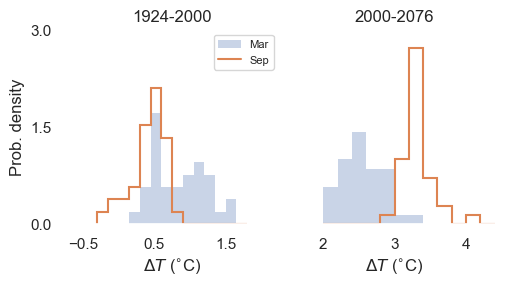 1924-2000
2000-2076
Prob. density
3.0
1.5
0.0
Mar
Sep
−0.5 0.5 1.5
2 3 4
ΔT (°C)
ΔT (°C)